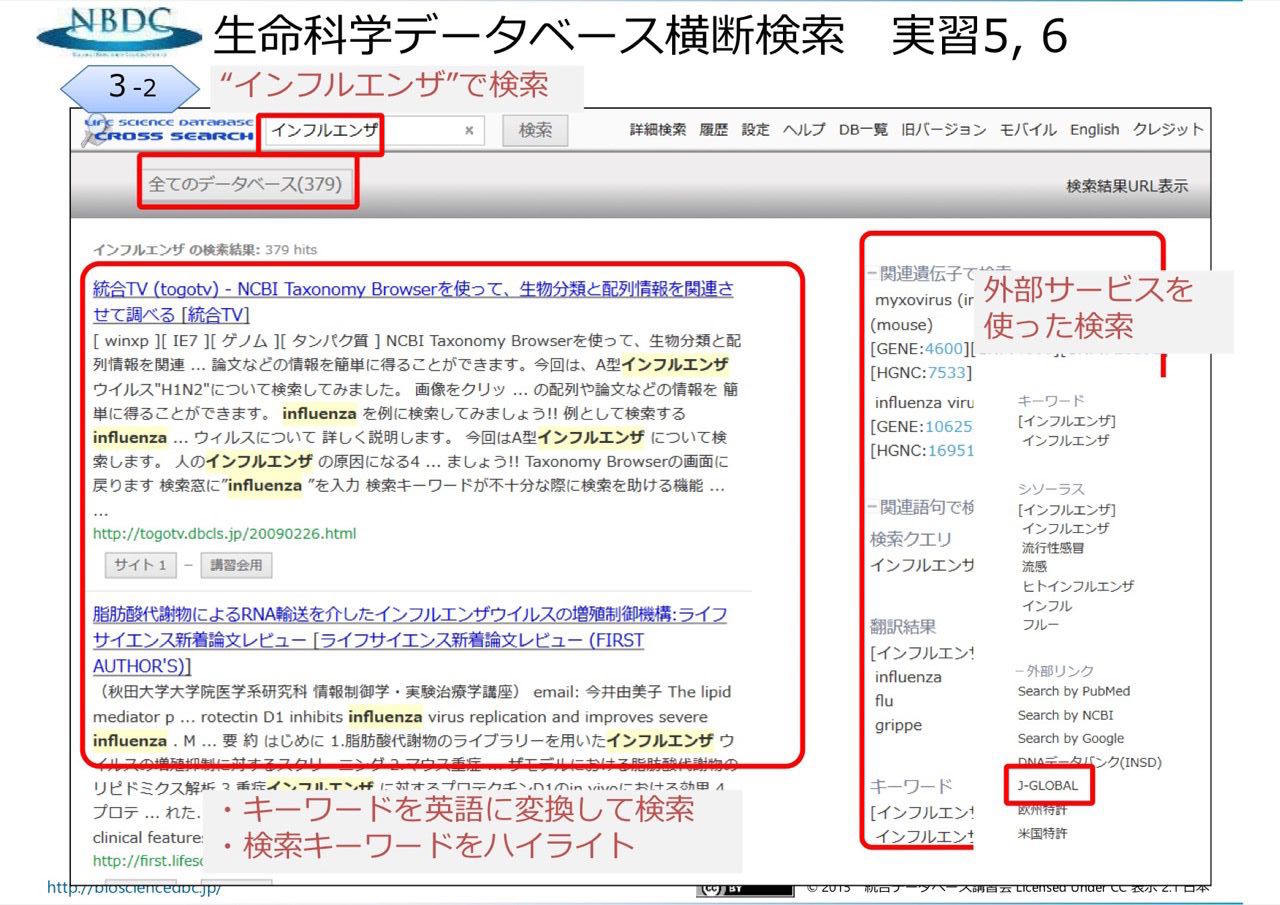 NBDC
生命科学データベース横断検索 実習5, 6
3-2
“インフルエンザ”で検索
LIFE SCIENCE DATABASE
CROSS SEARCH
インフルエンザ
×
検索
詳細検索 履歴 設定 ヘルプ DB一覧 旧バージョン モバイル English クレジット
全てのデータベース(379)
検索結果URL表示
インフルエンザ の検索結果: 379 hits
統合TV (togotv) - NCBI Taxonomy Browserを使って、生物分類と配列情報を関連さ
せて調べる [統合TV]
[ winxp ][ IE7 ][ ゲノム ][ タンパク質 ] NCBI Taxonomy Browserを使って、生物分類と配
列情報を関連 ... 論文などの情報を簡単に得ることができます。今回は、A型インフルエンザ
ウイルス"H1N2"について検索してみました。 画像をクリッ ... の配列や論文などの情報を 簡
単に得ることができます。 influenza を例に検索してみましょう!! 例として検索する
influenza ... ウィルスについて 詳しく説明します。 今回はA型インフルエンザ について検
索します。 人のインフルエンザ の原因になる4 ... ましょう!! Taxonomy Browserの画面に
戻ります 検索窓に”influenza ”を入力 検索キーワードが不十分な際に検索を助ける機能 ...
...
http://togotv.dbcls.jp/20090226.html
サイト 1 – 講習会用
脂肪酸代謝物によるRNA輸送を介したインフルエンザウイルスの増殖制御機構:ライフ
サイエンス新着論文レビュー [ライフサイエンス新着論文レビュー (FIRST
AUTHOR'S)]
（秋田大学大学院医学系研究科 情報制御学・実験治療学講座） email: 今井由美子 The lipid
mediator p ... rotectin D1 inhibits influenza virus replication and improves severe
influenza . M ... 要 約 はじめに 1.脂肪酸代謝物のライブラリーを用いたインフルエンザ ウ
イルスの増殖抑制に対するスクリーニング 2.マウス重症 ... ザモデルにおける脂肪酸代謝物の
リピドミクス解析 3.重症インフルエンザ に対するプロテクチンD1のin vivoにおける効果 4.
プロテ ... れた.
clinical feature
http://first.lifesc
・キーワードを英語に変換して検索
・検索キーワードをハイライト
−関連遺伝子で検索
myxovirus (in
(mouse)
[GENE:4600]
[HGNC:7533]
influenza viru
[GENE:10625
[HGNC:16951
−関連語句で検
検索クエリ
インフルエンザ
翻訳結果
[インフルエン
influenza
flu
grippe
キーワード
[インフルエン
インフルエン
外部サービスを
使った検索
キーワード
[インフルエンザ]
インフルエンザ
シソーラス
[インフルエンザ]
インフルエンザ
流行性感冒
流感
ヒトインフルエンザ
インフル
フルー
−外部リンク
Search by PubMed
Search by NCBI
Search by Google
DNAデータバンク(INSD)
J-GLOBAL
欧州特許
米国特許
http://biosciencedbc.jp/
(cc) BY
© 2015 統合データベース講習会 Licensed Under CC 表示 2.1 日本